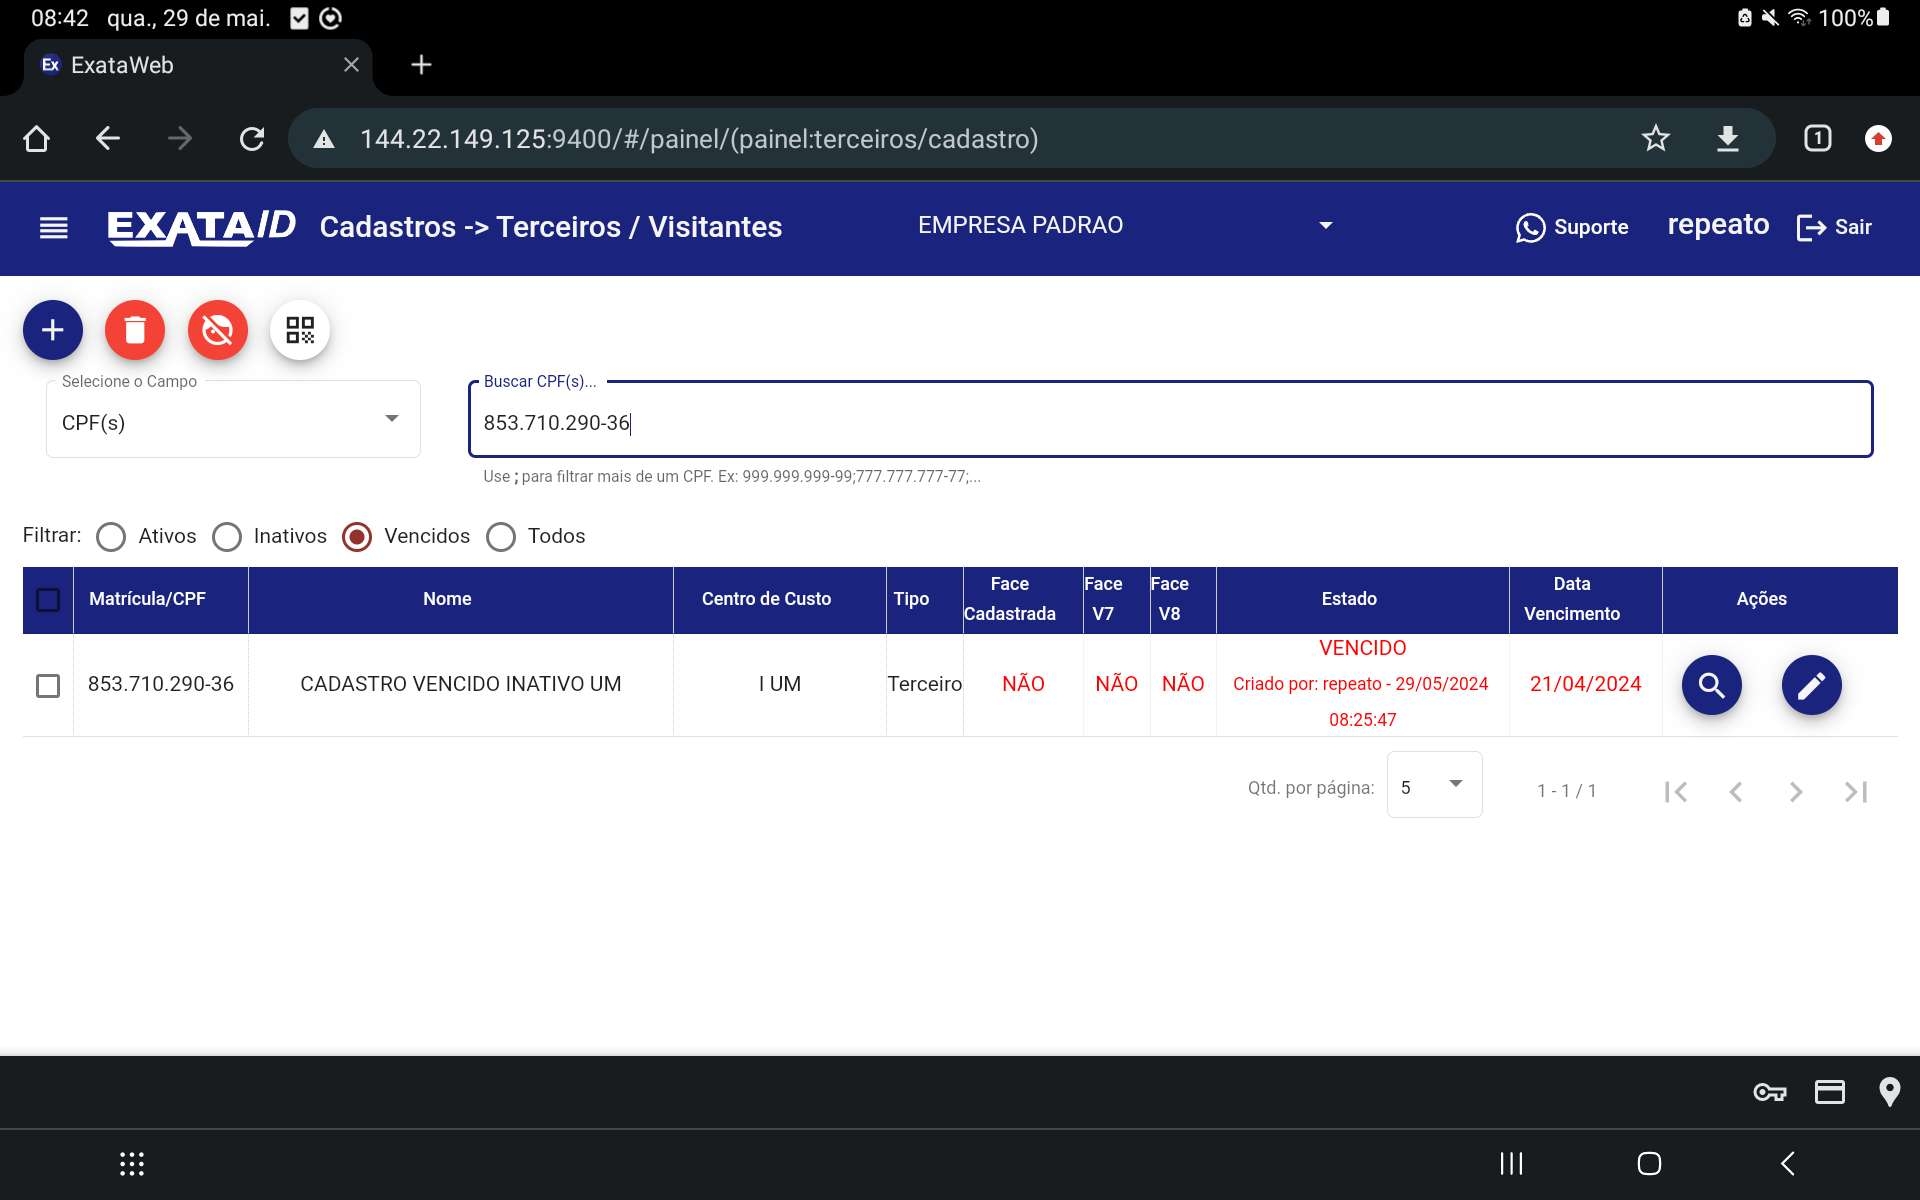 08:42 qua., 29 de mai.
100%
Ex ExataWeb
144.22.149.125:9400/#/painel/(painel:terceiros/cadastro)
1
EXATAID Cadastros -> Terceiros / Visitantes EMPRESA PADRAO Suporte repeato Sair
Selecione o Campo
CPF(s)
Buscar CPF(s)...
853.710.290-36
Use ; para filtrar mais de um CPF. Ex: 999.999.999-99;777.777.777-77;...
Filtrar: Ativos Inativos Vencidos Todos
Matrícula/CPF Nome Centro de Custo Tipo Face Cadastrada Face V7 Face V8 Estado Data Vencimento Ações
853.710.290-36 CADASTRO VENCIDO INATIVO UM I UM Terceiro NÃO NÃO NÃO
VENCIDO
Criado por: repeato - 29/05/2024
08:25:47
21/04/2024
Qtd. por página: 5 1 - 1 / 1